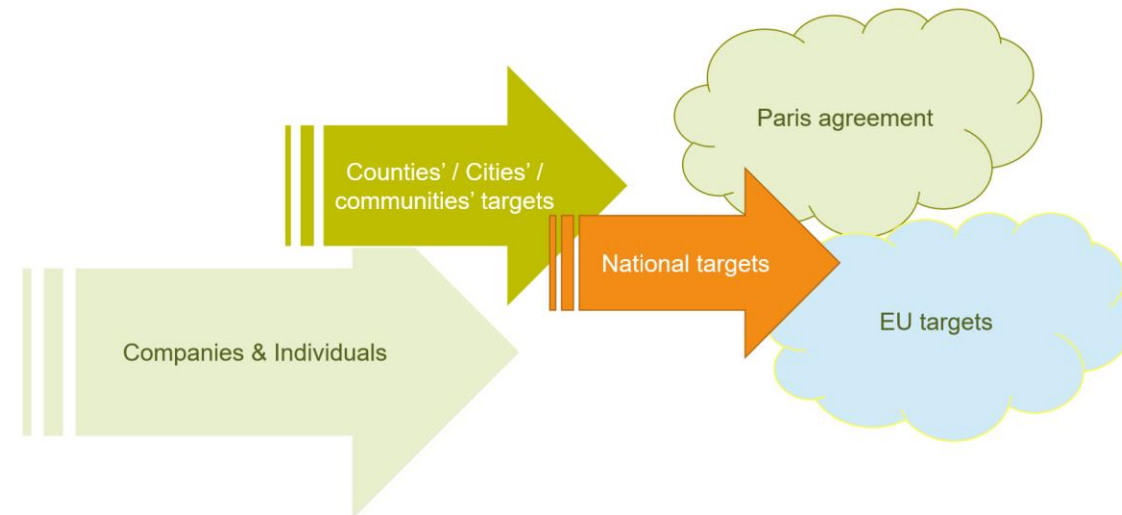 Paris agreement
Counties’ / Cities’ /
communities’ targets
National targets
EU targets
Companies & Individuals